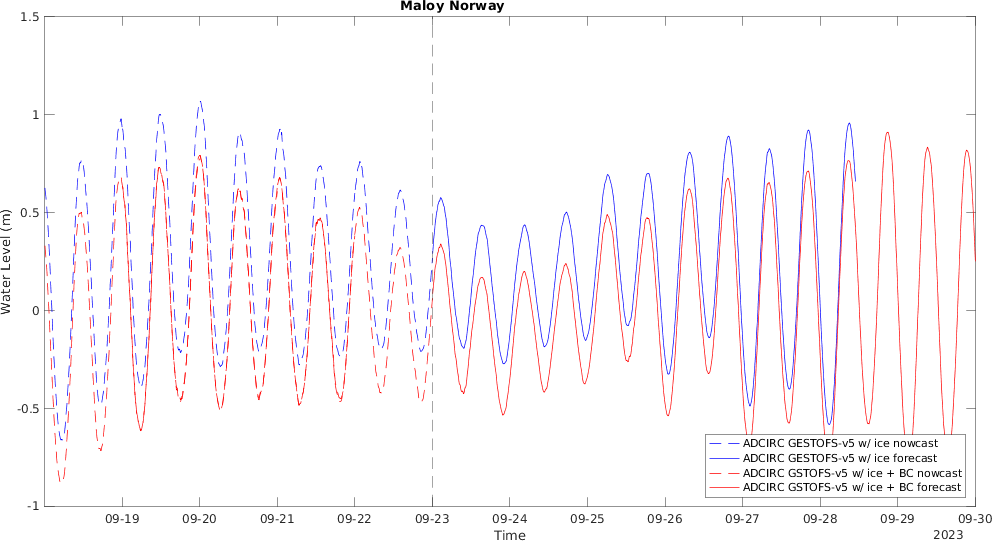 Maloy Norway
1.5
1
0.5
0
-0.5
-1
Water Level (m)
ADCIRC GESTOFS-v5 w/ ice nowcast
ADCIRC GESTOFS-v5 w/ ice forecast
ADCIRC GSTOFS-v5 w/ ice + BC nowcast
ADCIRC GSTOFS-v5 w/ ice + BC forecast
09-19 09-20 09-21 09-22 09-23 09-24 09-25 09-26 09-27 09-28 09-29 09-30
Time
2023